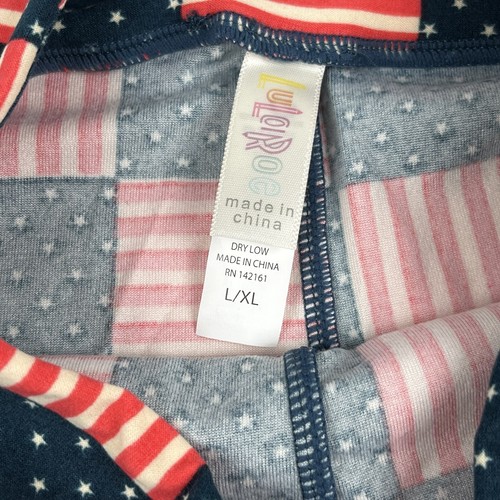 LuLaRoe
made in
china
DRY LOW
MADE IN CHINA
RN 142161
L/XL